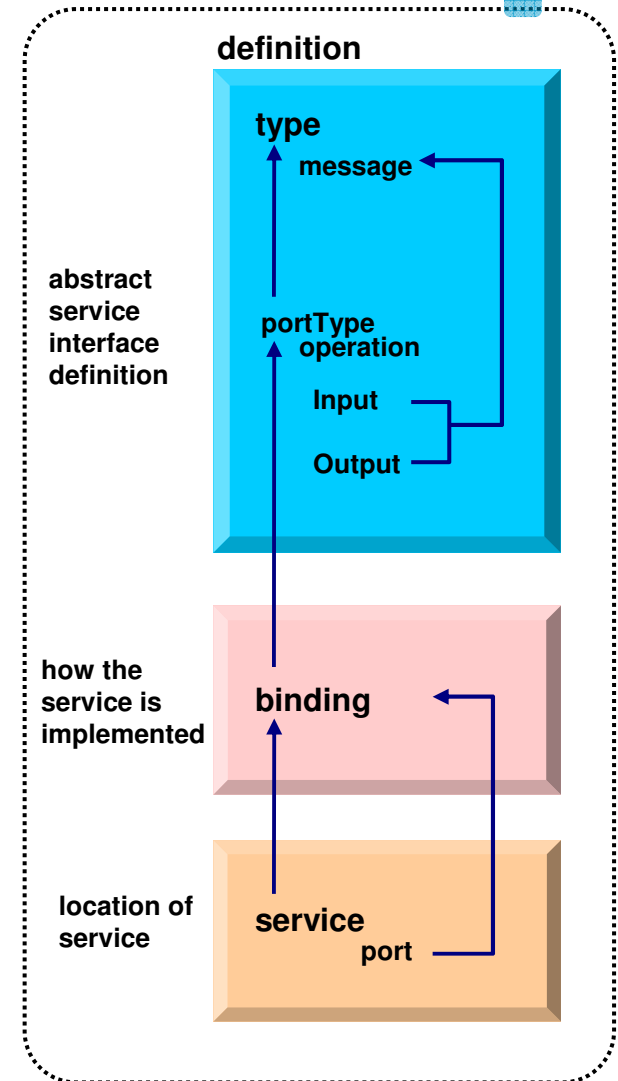 definition
type
message
abstract
service
interface
definition
portType
operation
Input
Output
how the
service is
implemented
binding
location of
service
service
port